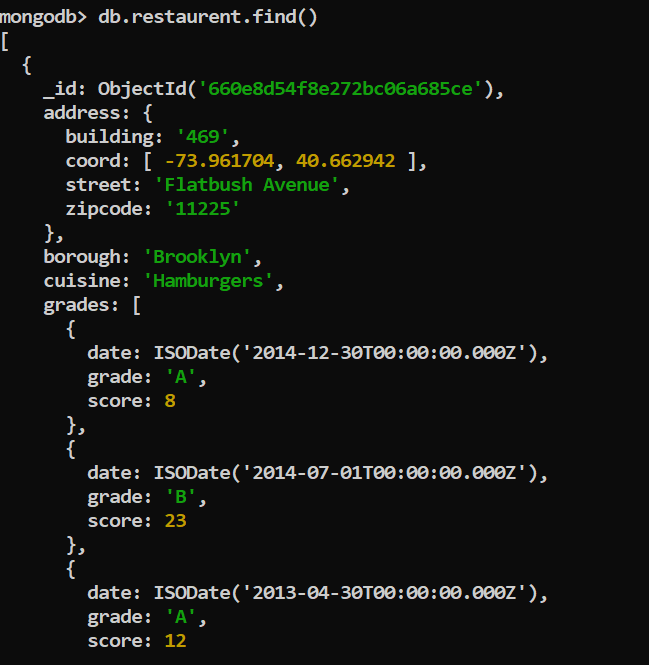 mongodb> db.restaurent.find()
[
  {
    _id: ObjectId('660e8d54f8e272bc06a685ce'),
    address: {
      building: '469',
      coord: [ -73.961704, 40.662942 ],
      street: 'Flatbush Avenue',
      zipcode: '11225'
    },
    borough: 'Brooklyn',
    cuisine: 'Hamburgers',
    grades: [
      {
        date: ISODate('2014-12-30T00:00:00.000Z'),
        grade: 'A',
        score: 8
      },
      {
        date: ISODate('2014-07-01T00:00:00.000Z'),
        grade: 'B',
        score: 23
      },
      {
        date: ISODate('2013-04-30T00:00:00.000Z'),
        grade: 'A',
        score: 12